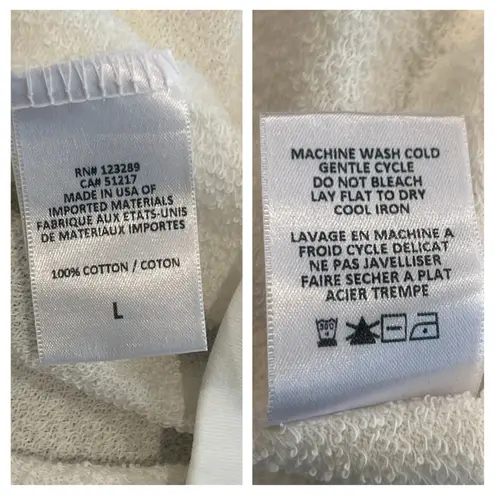 RN# 123289
CA# 51217
MADE IN USA OF
IMPORTED MATERIALS
FABRIQUE AUX ETATS-UNIS
DE MATERIAUX IMPORTES
100% COTTON / COTON
L
MACHINE WASH COLD
GENTLE CYCLE
DO NOT BLEACH
LAY FLAT TO DRY
COOL IRON
LAVAGE EN MACHINE A
FROID CYCLE DELICAT
NE PAS JAVELLISER
FAIRE SECHER A PLAT
ACIER TREMPE